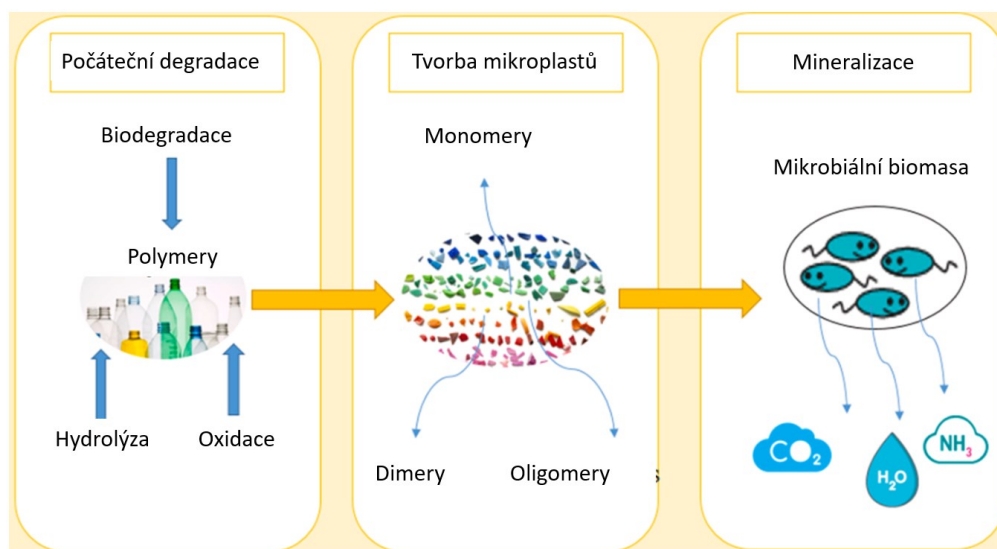 Počáteční degradace
Biodegradace
Polymery
Hydrolýza
Oxidace
Tvorba mikroplastů
Monomery
Dimery
Oligomery
s
Mineralizace
Mikrobiální biomasa
CO2
H2O
NH3